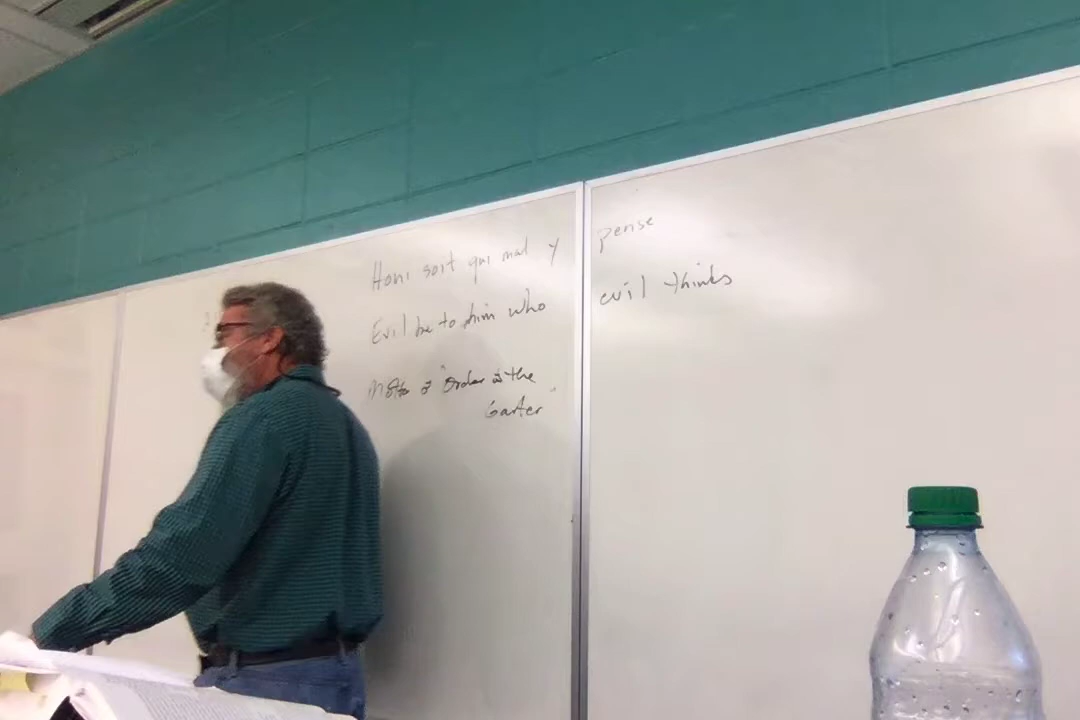 Honi soit qui mal y pense
Evil be to him who evil thinks
Motto of "Order of the
Garter"